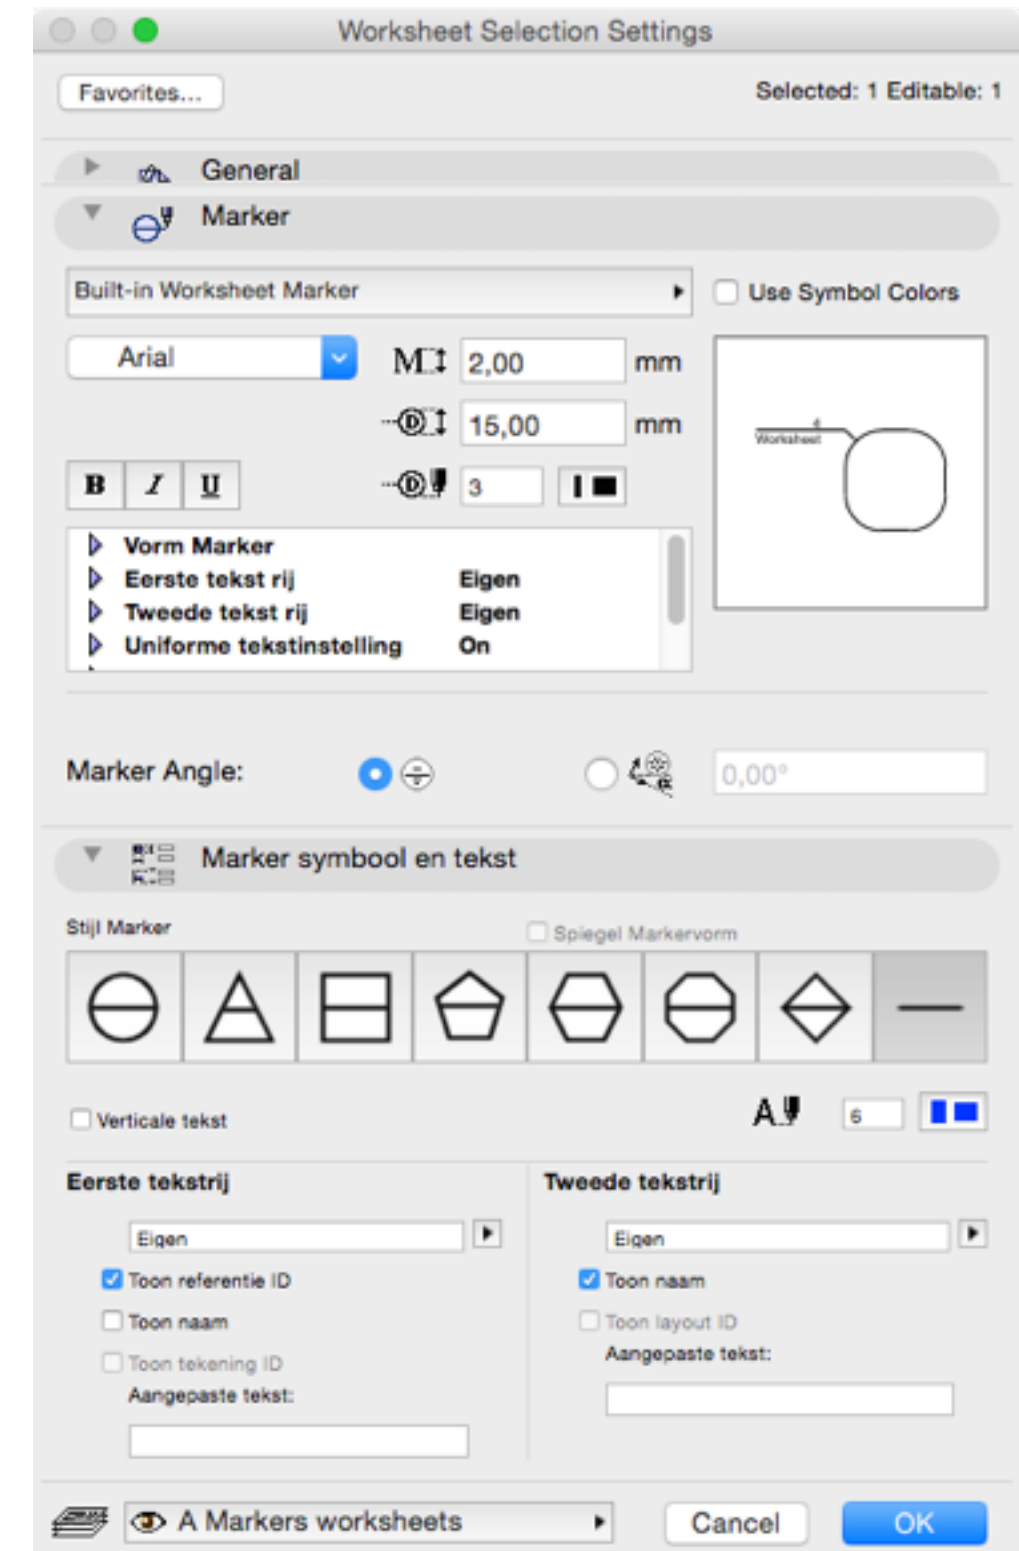 Worksheet Selection Settings
Favorites...
Selected: 1 Editable: 1
General
Marker
Built-in Worksheet Marker
Use Symbol Colors
Arial
M
2,00
mm
D
15,00
mm
B I U
D
3
Worksheet
Vorm Marker
Eerste tekst rij Eigen
Tweede tekst rij Eigen
Uniforme tekstinstelling On
Marker Angle:
α
0,00°
Marker symbool en tekst
Stijl Marker
Spiegel Markervorm
Verticale tekst
A
6
Eerste tekstrij
Eigen
Toon referentie ID
Toon naam
Toon tekening ID
Aangepaste tekst:
Tweede tekstrij
Eigen
Toon naam
Toon layout ID
Aangepaste tekst:
A Markers worksheets
Cancel
OK